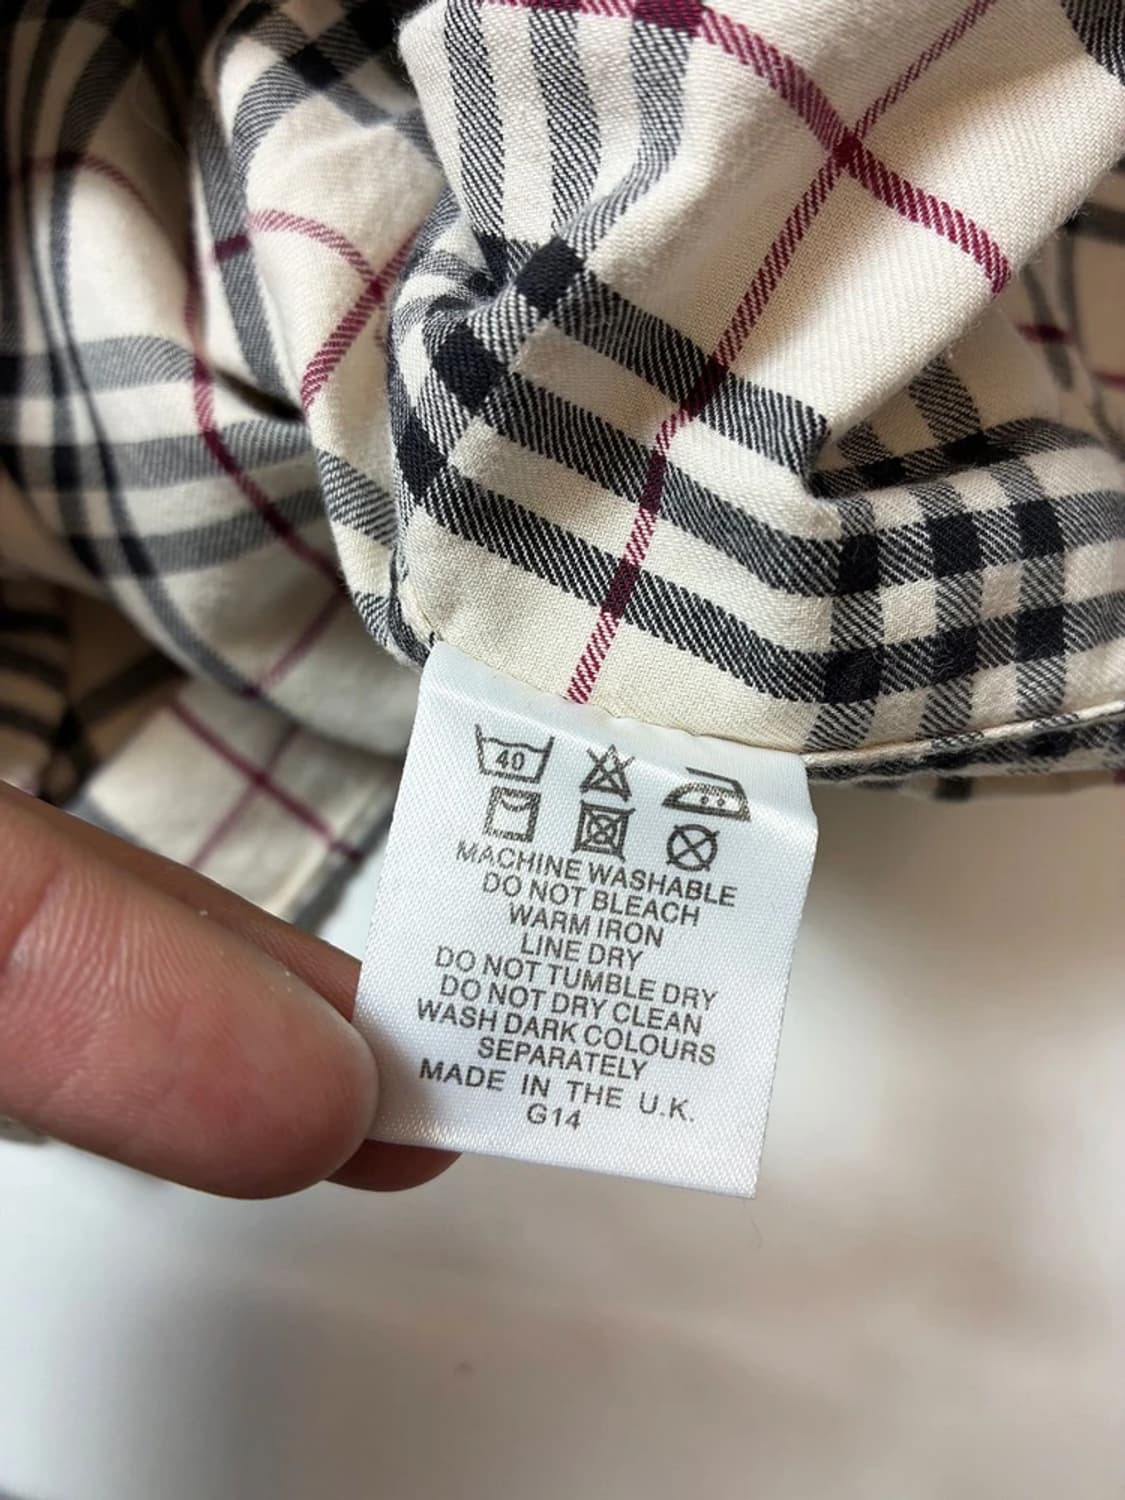 40
MACHINE WASHABLE
DO NOT BLEACH
WARM IRON
LINE DRY
DO NOT TUMBLE DRY
DO NOT DRY CLEAN
WASH DARK COLOURS
SEPARATELY
MADE IN THE U.K.
G14